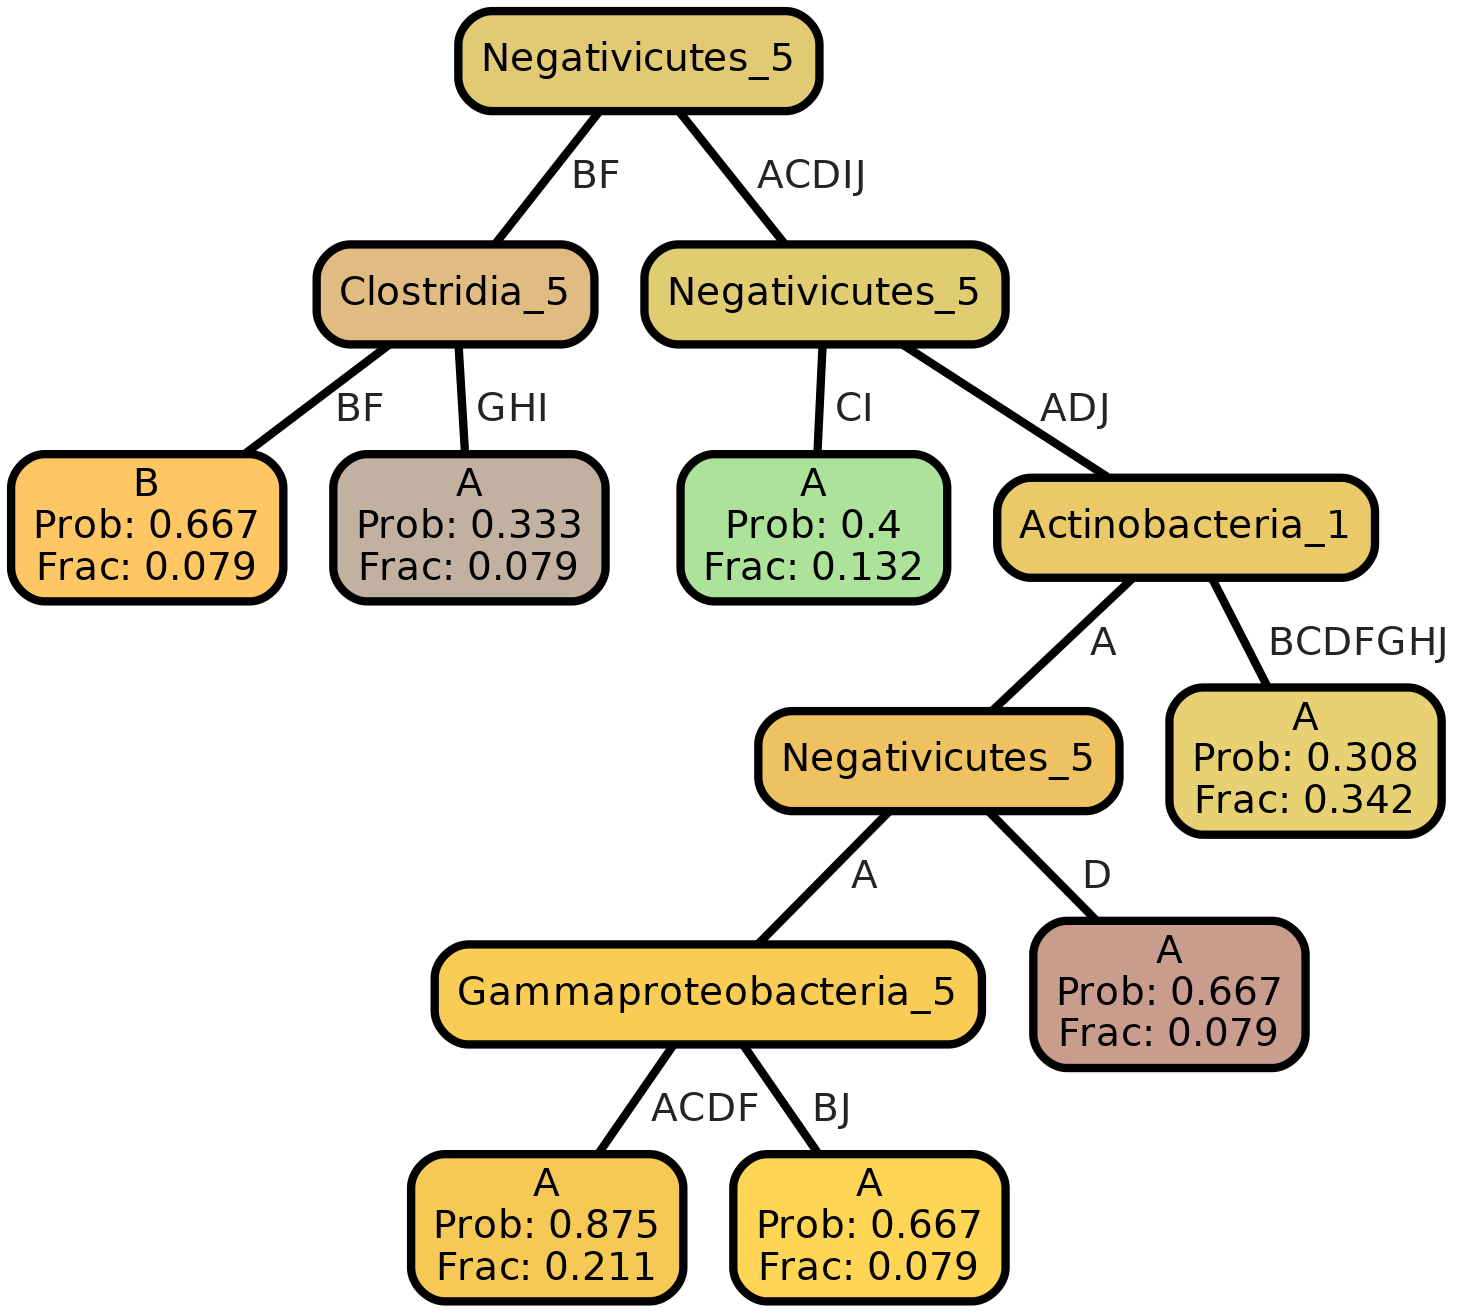 Negativicutes_5
BF
ACDIJ
Clostridia_5
Negativicutes_5
BF
GHI
CI
ADJ
B
Prob: 0.667
Frac: 0.079
A
Prob: 0.333
Frac: 0.079
A
Prob: 0.4
Frac: 0.132
Actinobacteria_1
A
BCDFGHJ
Negativicutes_5
A
Prob: 0.308
Frac: 0.342
A
D
Gammaproteobacteria_5
A
Prob: 0.667
Frac: 0.079
ACDF
BJ
A
Prob: 0.875
Frac: 0.211
A
Prob: 0.667
Frac: 0.079